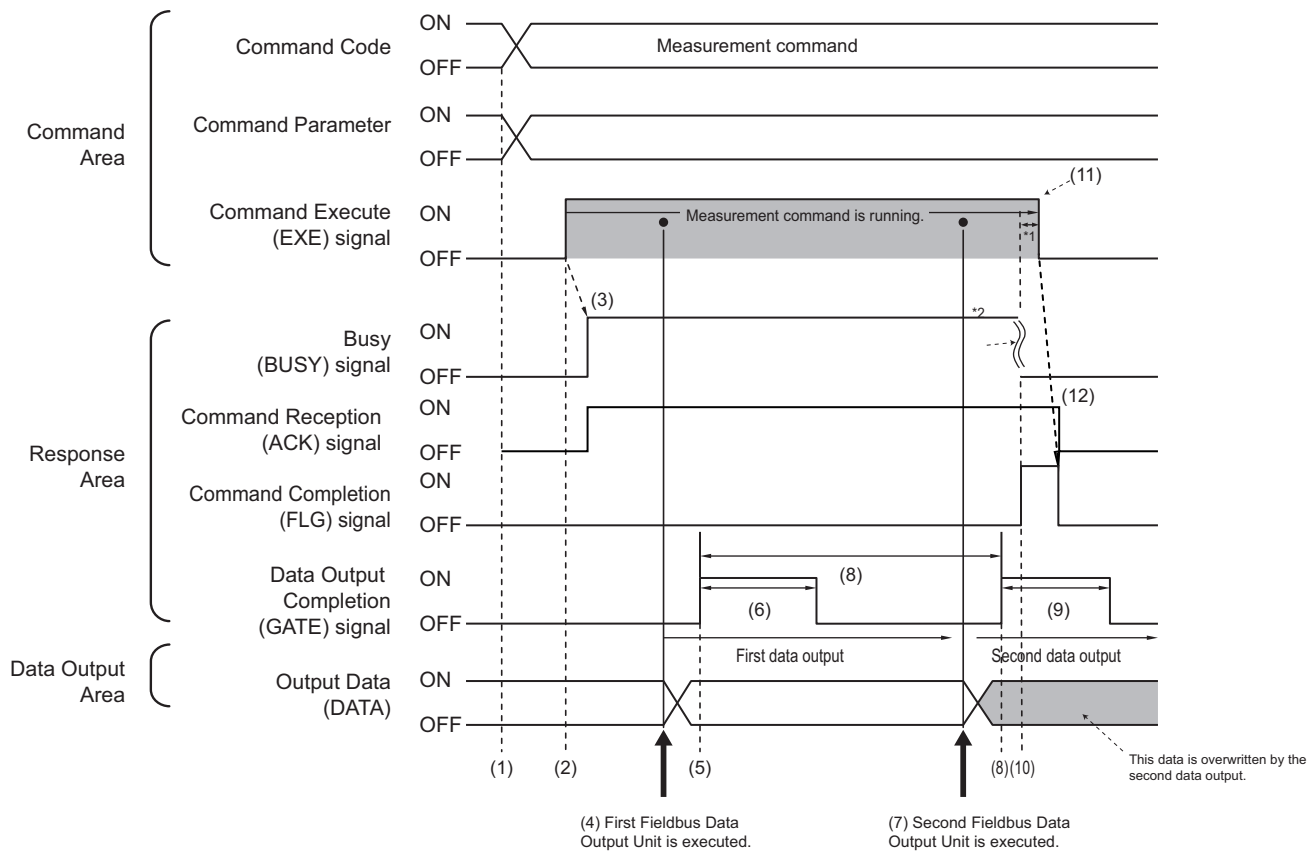 Command
Area
Command Code
ON
OFF
Measurement command
Command Parameter
ON
OFF
Command Execute
(EXE) signal
ON
OFF
Measurement command is running.
(11)
*1
Response
Area
Busy
(BUSY) signal
ON
OFF
(3)
*2
Command Reception
(ACK) signal
ON
OFF
(12)
Command Completion
(FLG) signal
ON
OFF
Data Output
Completion
(GATE) signal
ON
OFF
(8)
(6)
(9)
First data output
Second data output
Data Output
Area
Output Data
(DATA)
ON
OFF
(1)
(2)
(5)
(8)
(10)
This data is overwritten by the
second data output.
(4) First Fieldbus Data
Output Unit is executed.
(7) Second Fieldbus Data
Output Unit is executed.